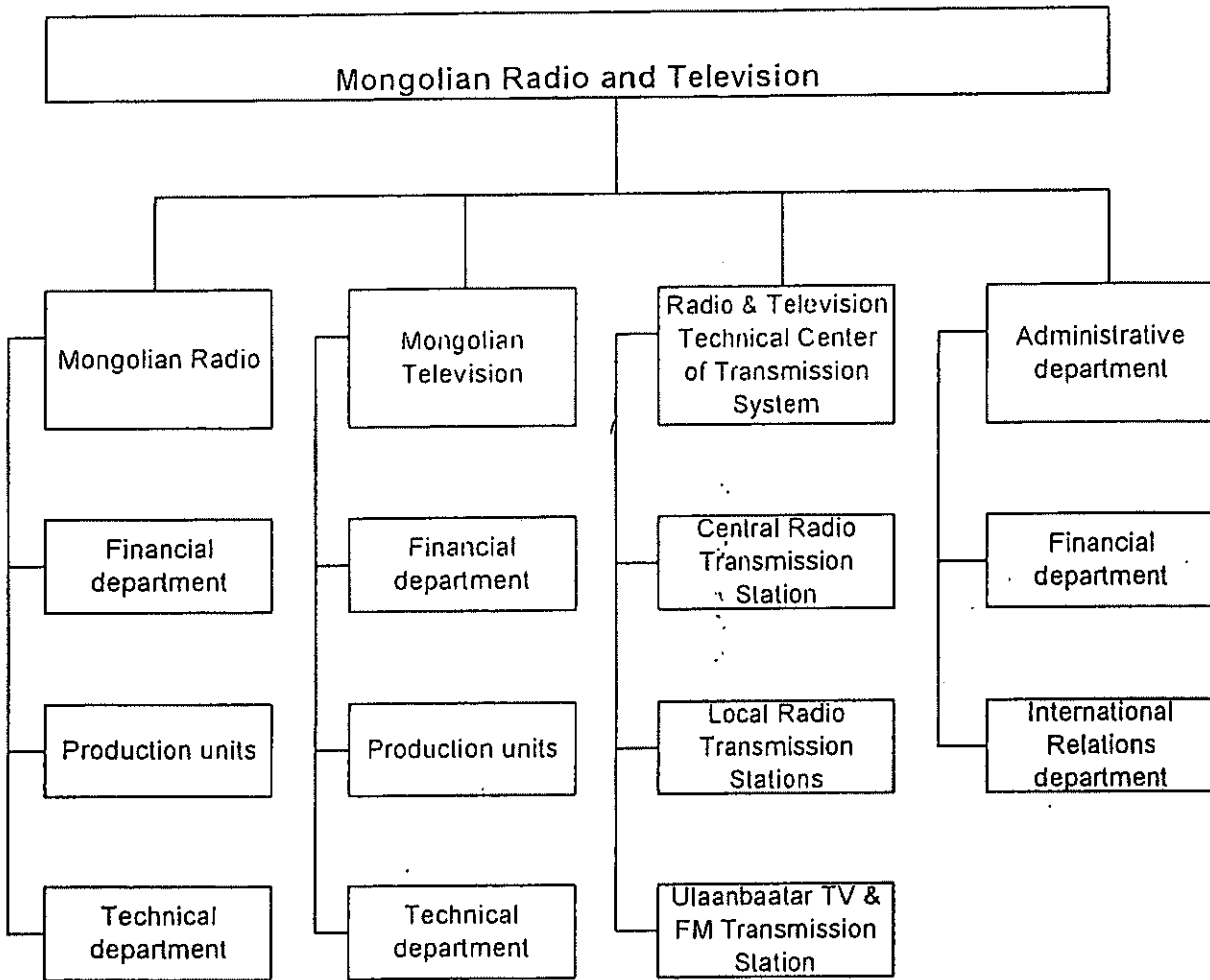 Mongolian Radio and Television
Mongolian Radio
Financial
department
Production units
Technical
department
Mongolian
Television
Financial
department
Production units
Technical
department
Radio & Television
Technical Center
of Transmission
System
Central Radio
Transmission
Station
Local Radio
Transmission
Stations
Ulaanbaatar TV &
FM Transmission
Station
Administrative
department
Financial
department
International
Relations
department